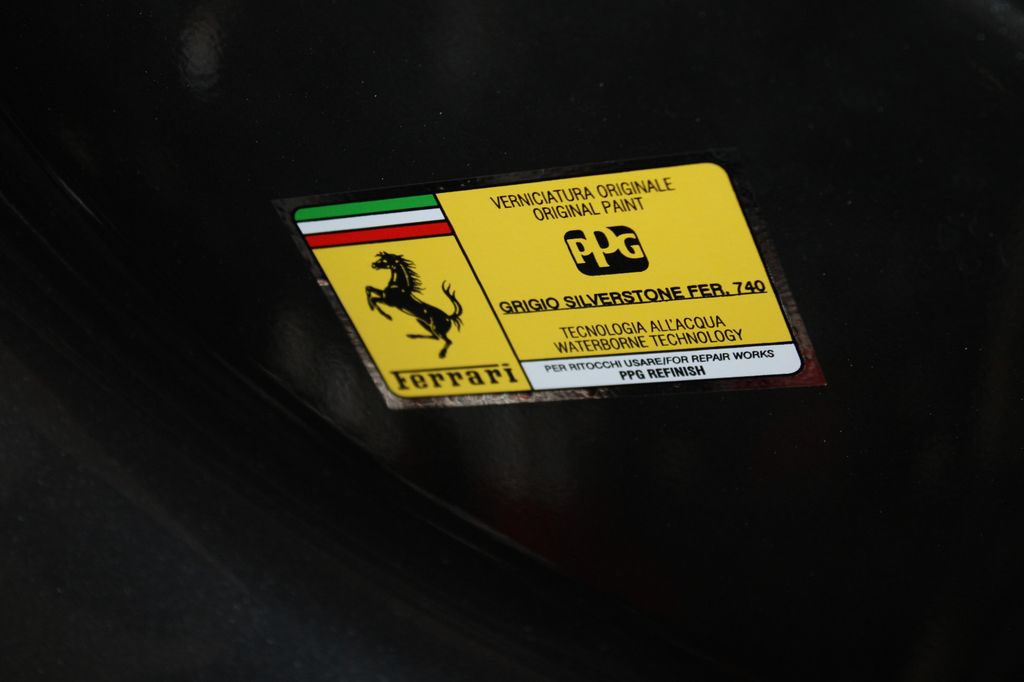 VERNICIATURA ORIGINALE
ORIGINAL PAINT
PPG
GRIGIO SILVERSTONE FER. 740
TECNOLOGIA ALL'ACQUA
WATERBORNE TECHNOLOGY
PER RITOCCHI USARE/FOR REPAIR WORKS
PPG REFINISH
Ferrari